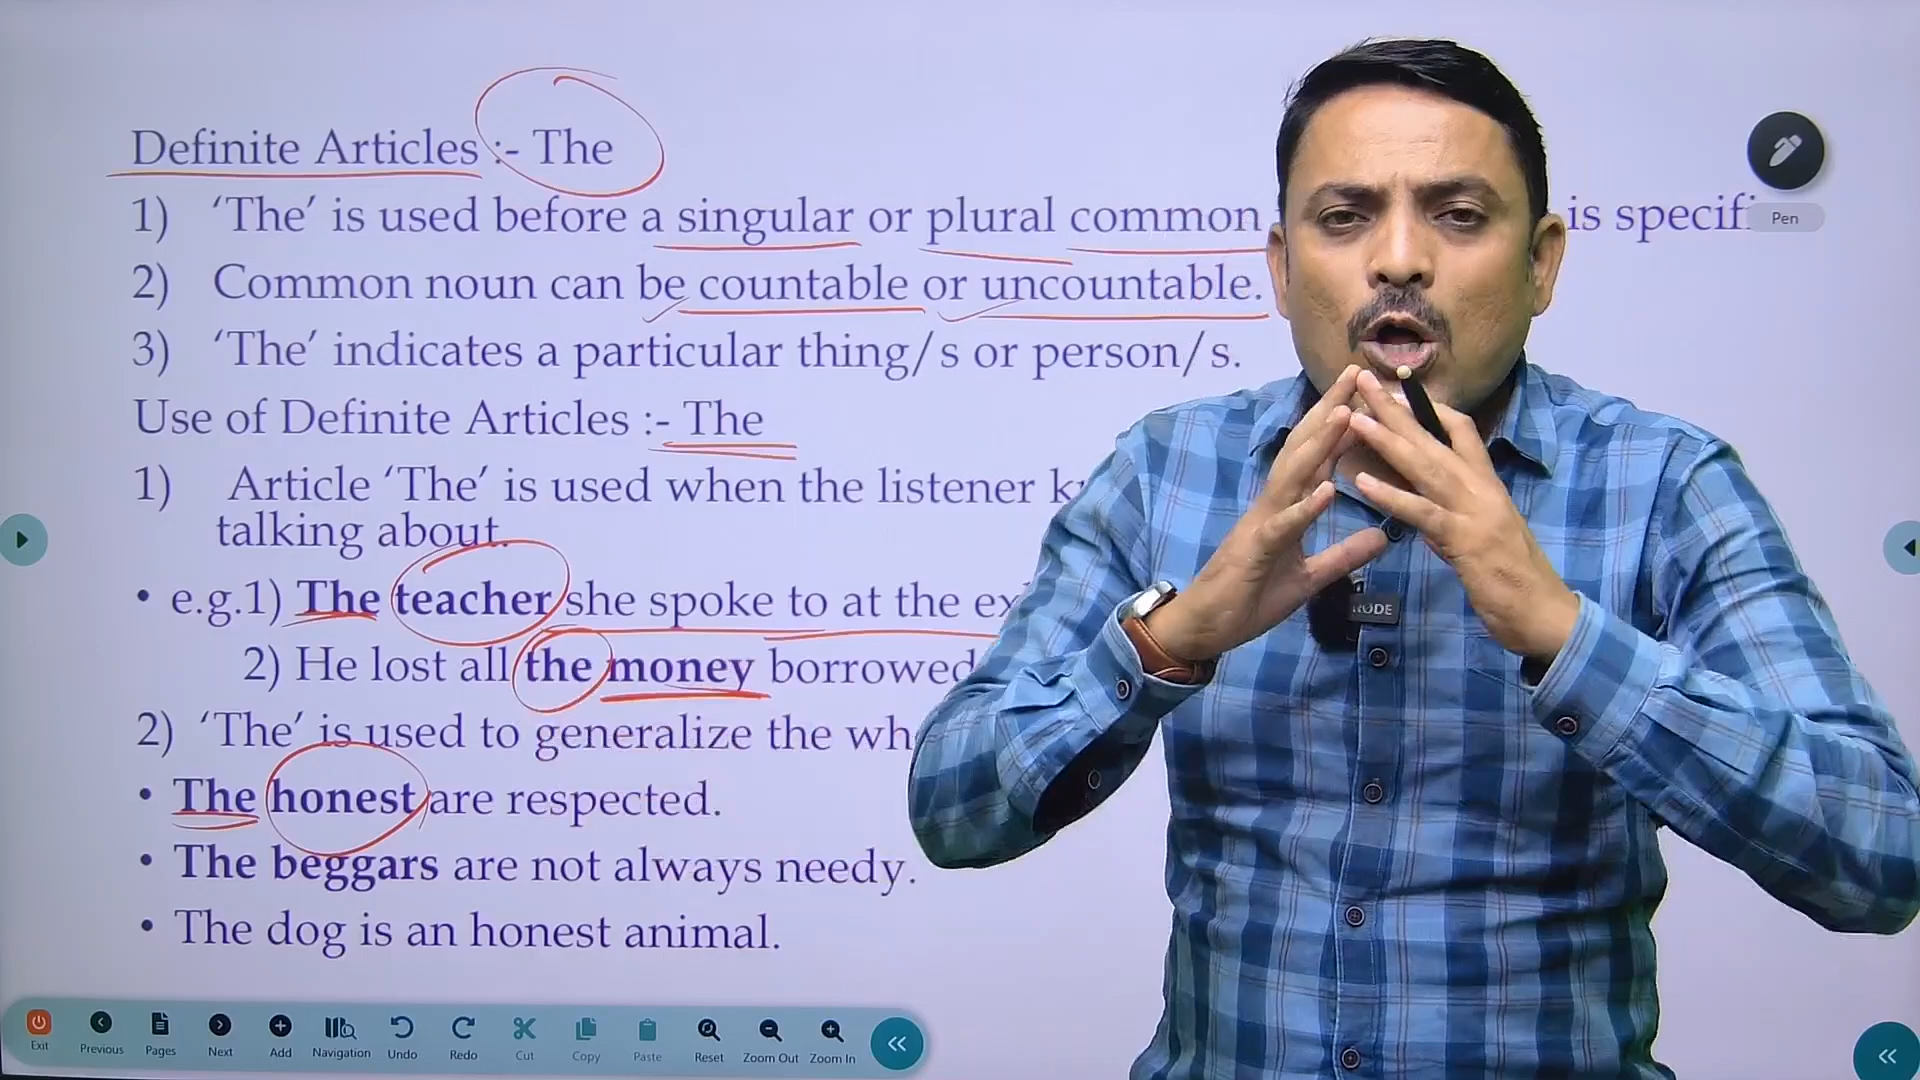 Definite Articles :- The
1) ‘The’ is used before a singular or plural common is specifi
2) Common noun can be countable or uncountable.
3) ‘The’ indicates a particular thing/s or person/s.
Use of Definite Articles :- The
1) Article ‘The’ is used when the listener
talking about.
• e.g.1) The teacher she spoke to at the
2) He lost all the money borrowed
2) ‘The’ is used to generalize the
• The honest are respected.
• The beggars are not always needy.
• The dog is an honest animal.
Pen
RODE
Exit Previous Pages Next Add Navigation Undo Redo Cut Copy Paste Reset Zoom Out Zoom In